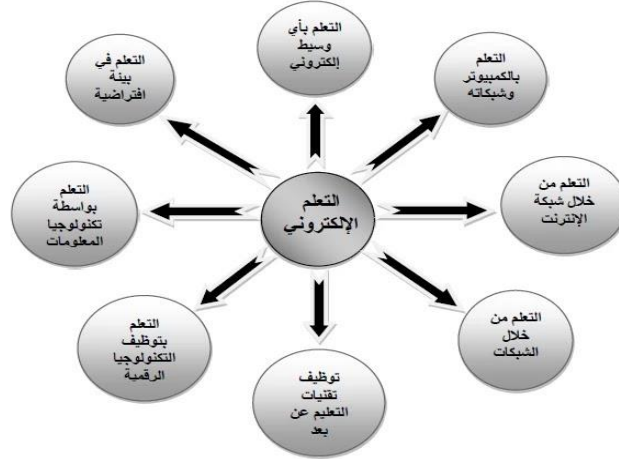 التعلم بأي
وسيط
إلكتروني
التعلم
بالكمبيوتر
وشبكاته
التعلم من
خلال شبكة
الإنترنت
التعلم من
خلال
الشبكات
توظيف
تقنيات
التعليم عن
بعد
التعلم
بتوظيف
التكنولوجيا
الرقمية
التعلم
بواسطة
تكنولوجيا
المعلومات
التعلم في
بيئة
افتراضية
التعلم
الإلكتروني